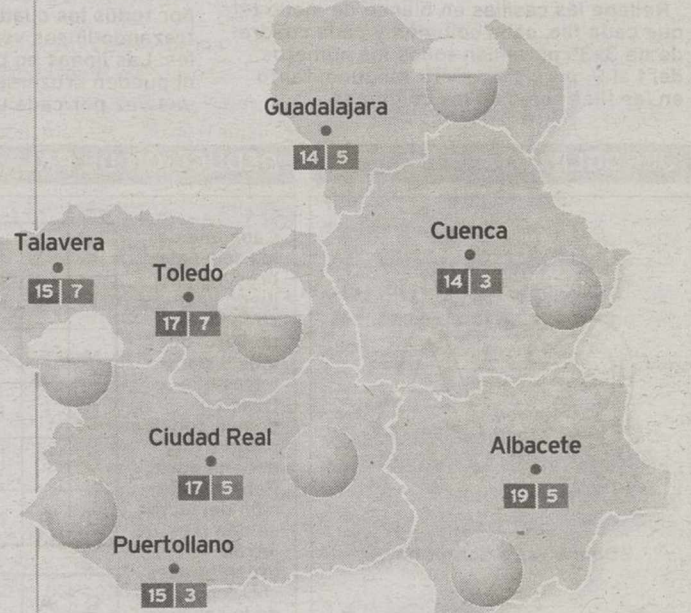 Guadalajara
14 5
Talavera
15 7
Toledo
17 7
Cuenca
14 3
Ciudad Real
17 5
Albacete
19 5
Puertollano
15 3